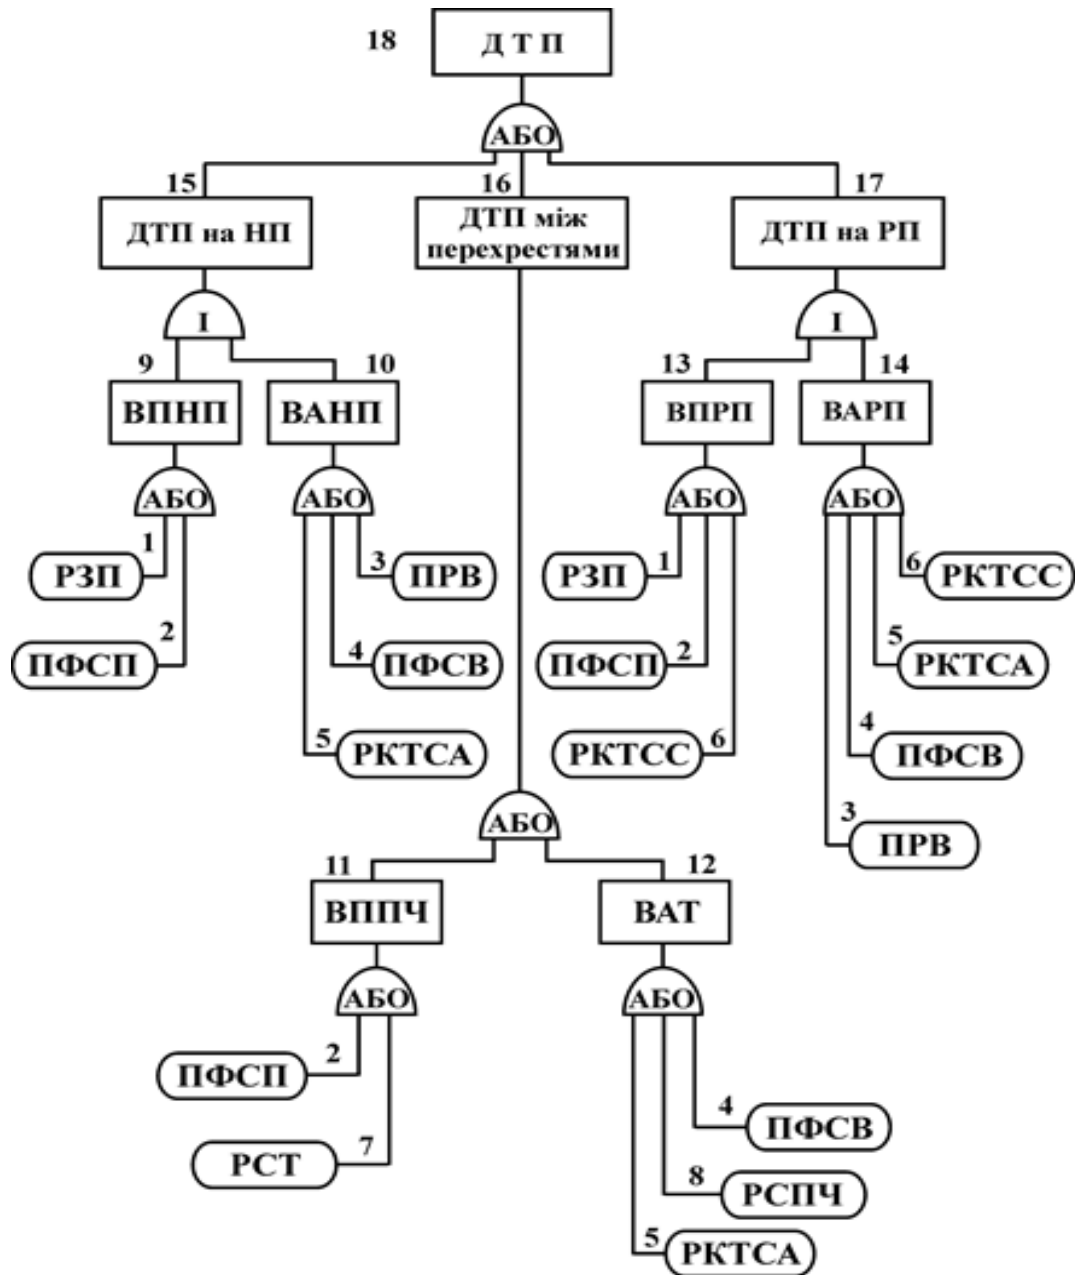 18
Д Т П
АБО
15
16
17
ДТП на НП
ДТП між
перехрестями
ДТП на РП
І
І
9
10
13
14
ВПНП
ВАНП
ВПРП
ВАРП
АБО
АБО
АБО
АБО
1
РЗП
3
ПРВ
1
РЗП
6
РКТСС
2
ПФСП
4
ПФСВ
ПФСП
2
5
РКТСА
5
РКТСА
РКТСС
6
4
ПФСВ
АБО
3
ПРВ
11
12
ВППЧ
ВАТ
АБО
АБО
ПФСП
2
4
ПФСВ
РСТ
7
8
РСПЧ
5
РКТСА